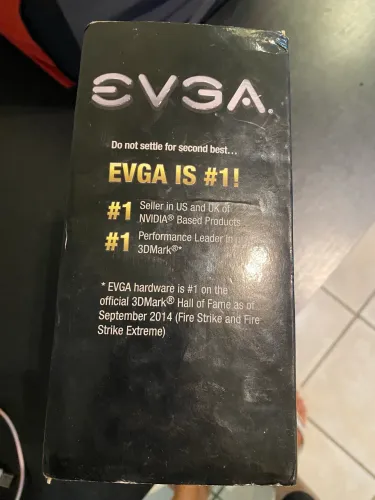 EVGA.
Do not settle for second best...
EVGA IS #1!
#1 Seller in US and UK of
NVIDIA® Based Products
#1 Performance Leader in
3DMark®*
* EVGA hardware is #1 on the
official 3DMark® Hall of Fame as of
September 2014 (Fire Strike and Fire
Strike Extreme)